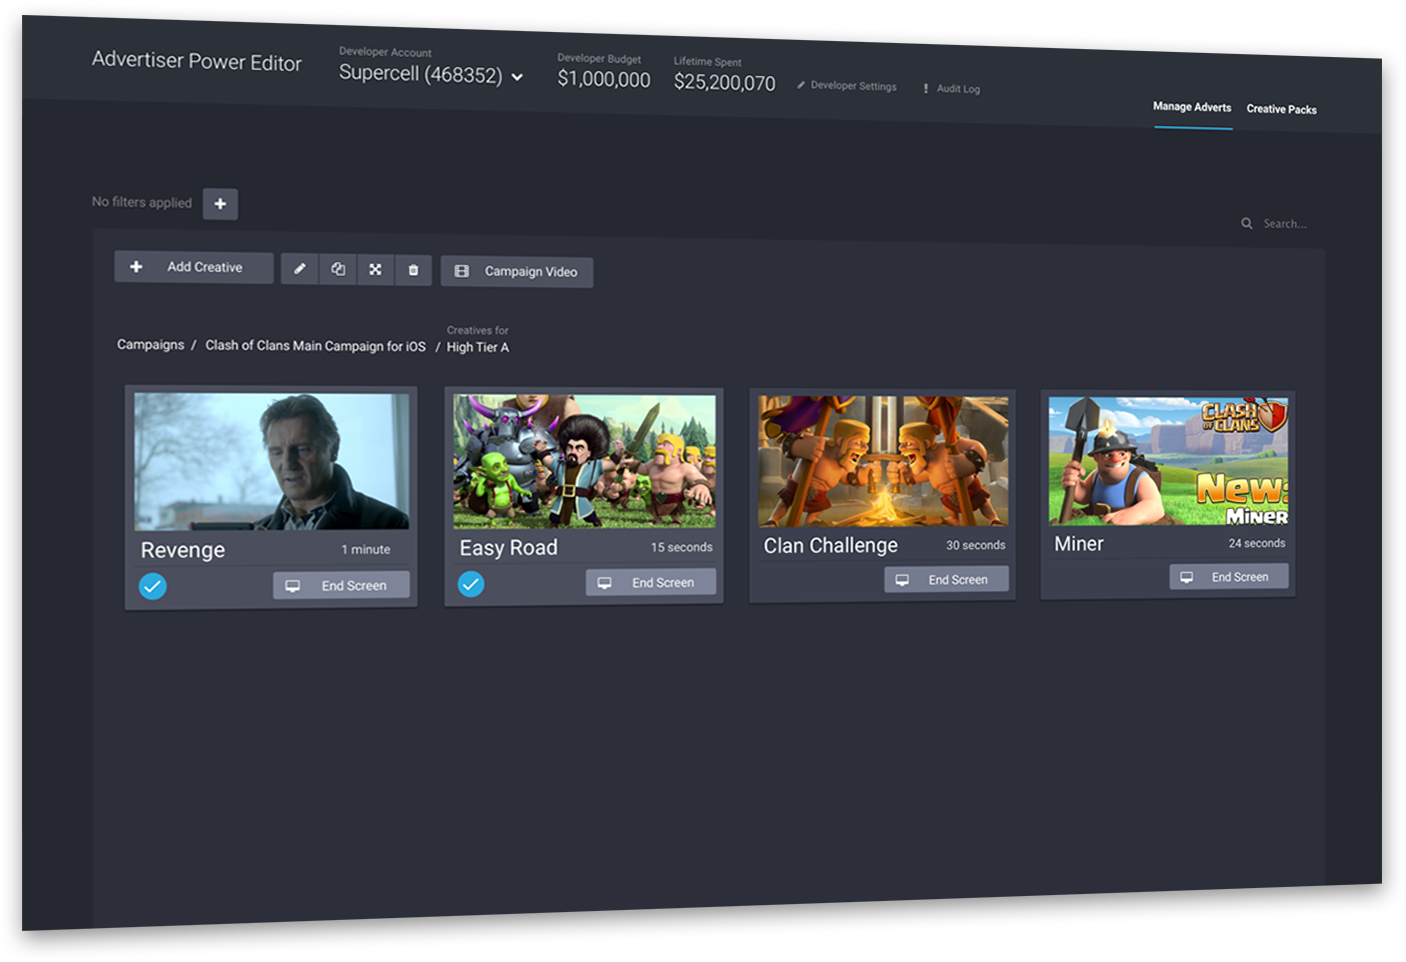 Advertiser Power Editor
Developer Account
Supercell (468352)
Developer Budget
$1,000,000
Lifetime Spent
$25,200,070
Developer Settings
Audit Log
Manage Adverts
Creative Packs
No filters applied
Search...
Add Creative
Campaign Video
Creatives for
Campaigns / Clash of Clans Main Campaign for iOS / High Tier A
CLASH
OF CLANS
New:
Miner
Revenge
1 minute
End Screen
Easy Road
15 seconds
End Screen
Clan Challenge
30 seconds
End Screen
Miner
24 seconds
End Screen